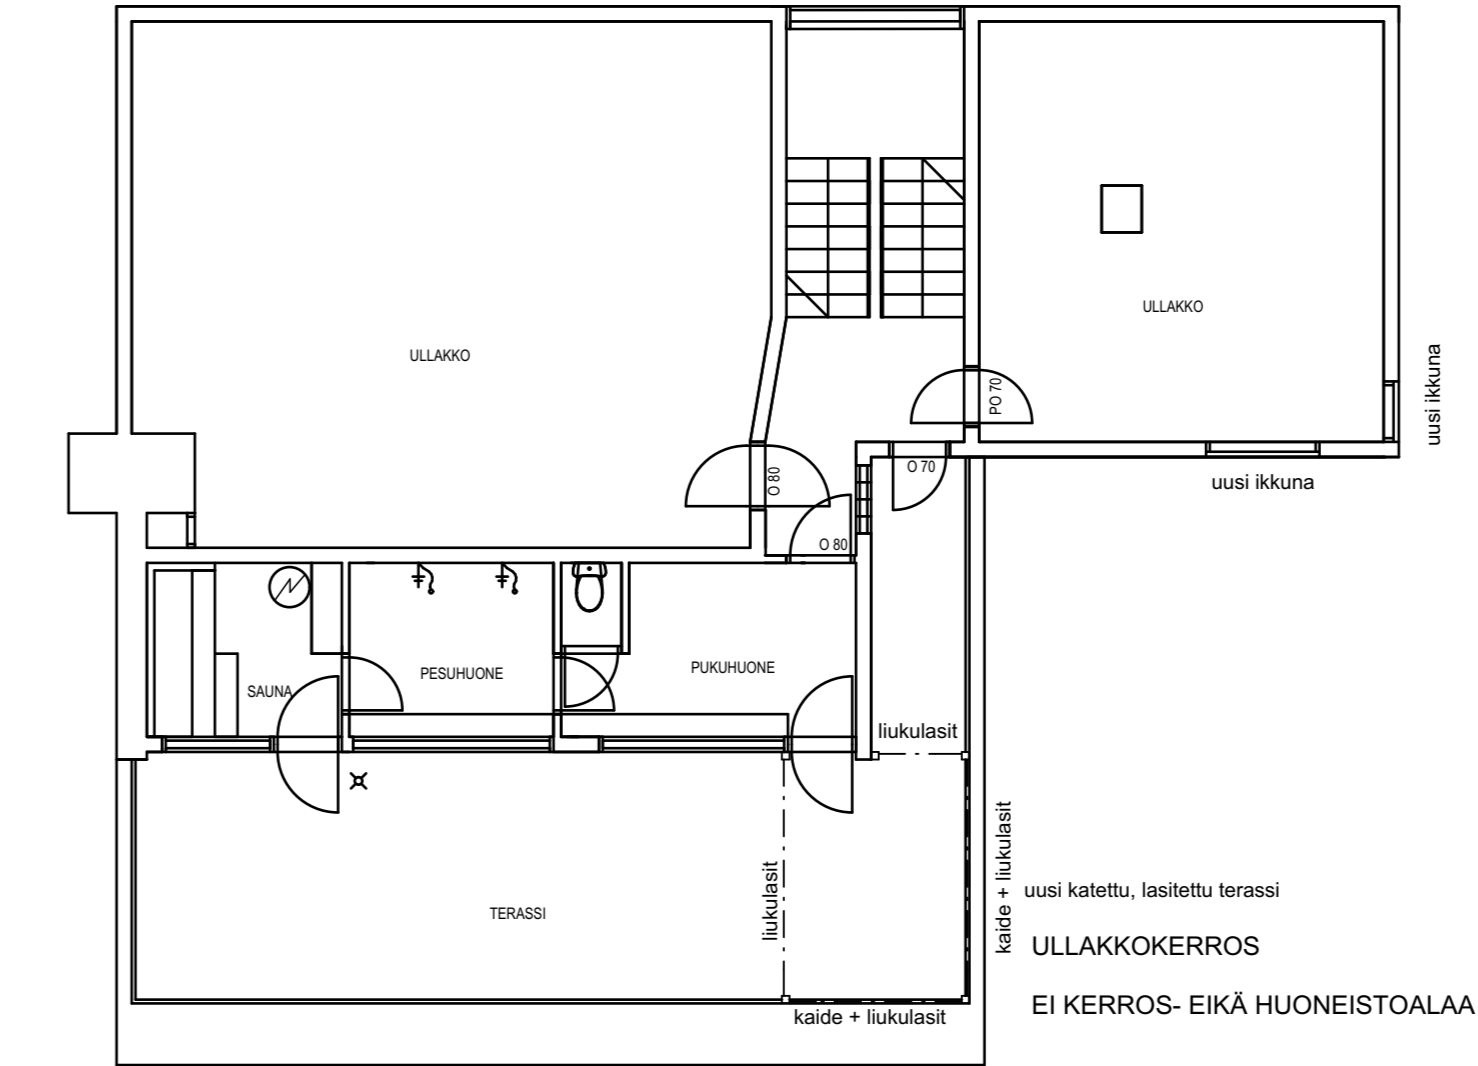 ULLAKKO
ULLAKKO
uusi ikkuna
PO 70
O 70
O 80
uusi ikkuna
O 80
SAUNA
PESUHUONE
PUKUHUONE
liukulasit
liukulasit
kaide + liukulasit
uusi katettu, lasitettu terassi
TERASSI
ULLAKKOKERROS
EI KERROS- EIKÄ HUONEISTOALAA
kaide + liukulasit